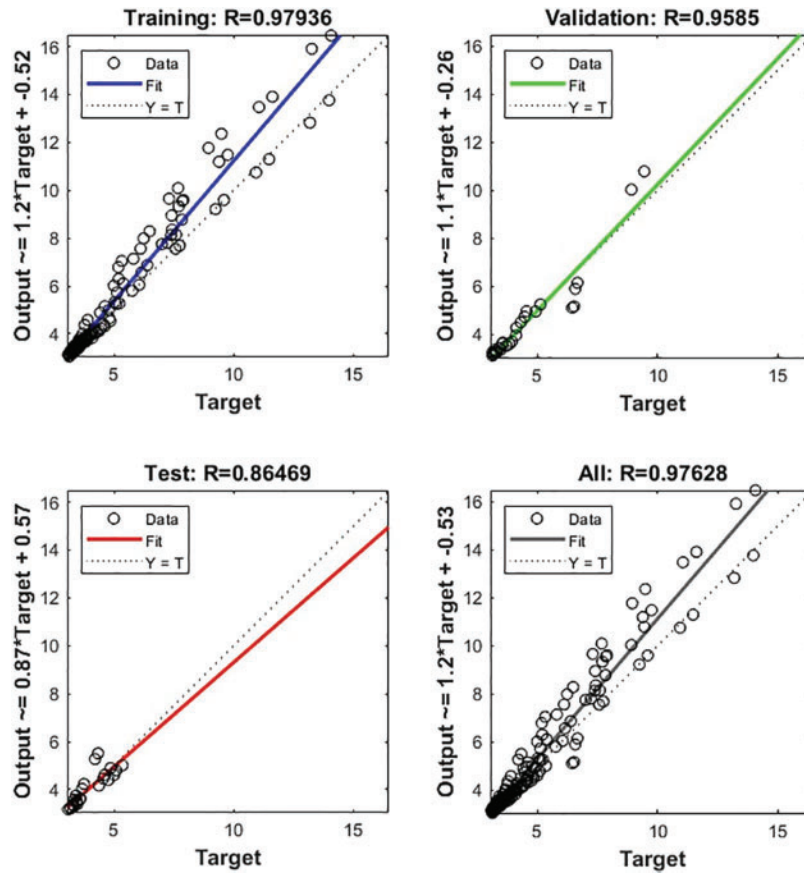 Training: R=0.97936
Output ~= 1.2*Target + -0.52
16
14
12
10
8
6
4
Data
Fit
Y = T
5
10
15
Target
Validation: R=0.9585
Output ~= 1.1*Target + -0.26
16
14
12
10
8
6
4
Data
Fit
Y = T
5
10
15
Target
Test: R=0.86469
Output ~= 0.87*Target + 0.57
16
14
12
10
8
6
4
Data
Fit
Y = T
5
10
15
Target
All: R=0.97628
Output ~= 1.2*Target + -0.53
16
14
12
10
8
6
4
Data
Fit
Y = T
5
10
15
Target